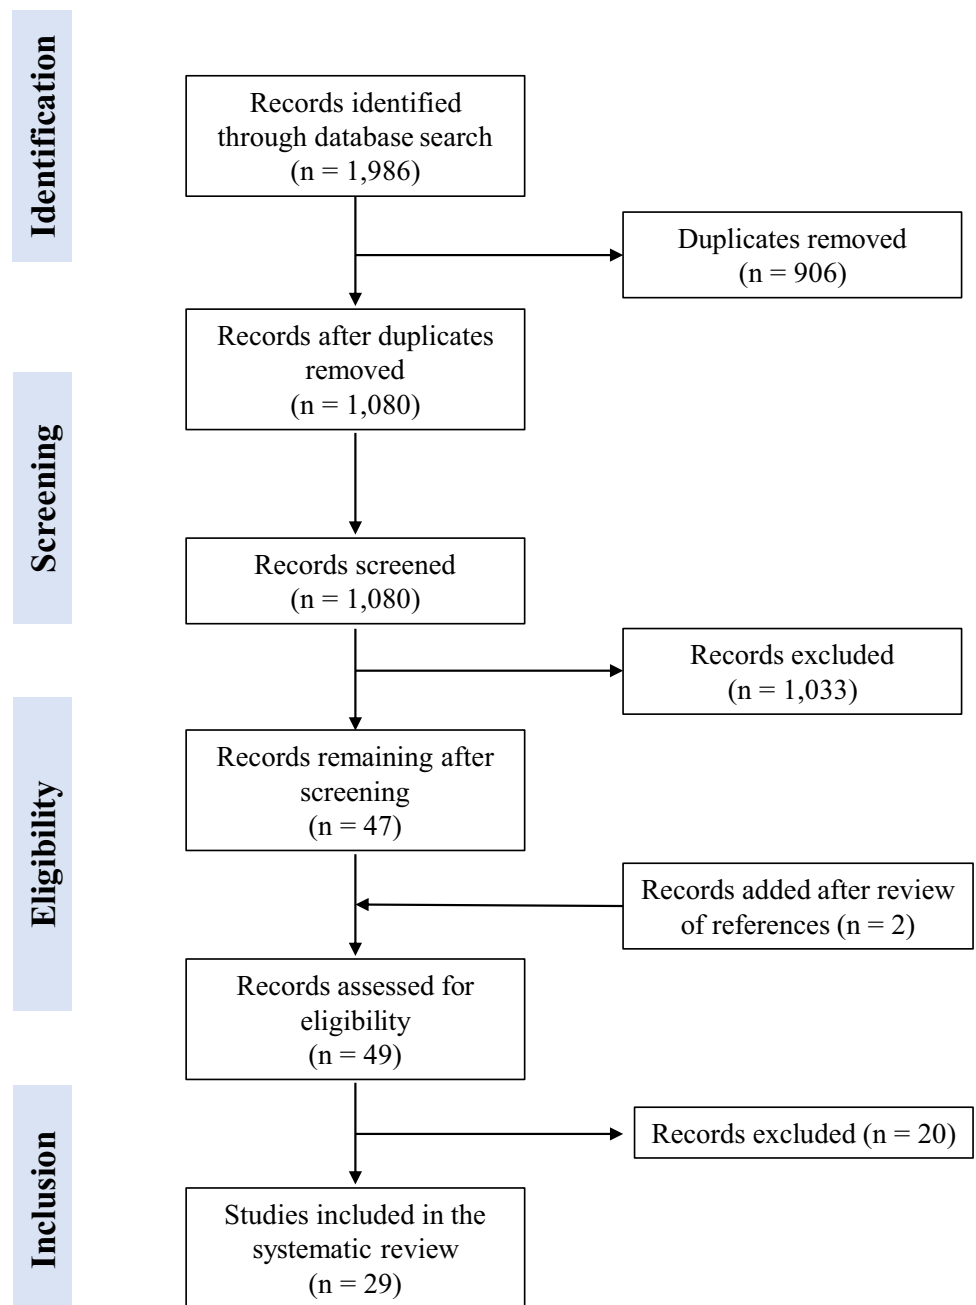 Identification
Records identified
through database search
(n = 1,986)
Duplicates removed
(n = 906)
Records after duplicates
removed
(n = 1,080)
Screening
Records screened
(n = 1,080)
Records excluded
(n = 1,033)
Eligibility
Records remaining after
screening
(n = 47)
Records added after review
of references (n = 2)
Records assessed for
eligibility
(n = 49)
Inclusion
Records excluded (n = 20)
Studies included in the
systematic review
(n = 29)